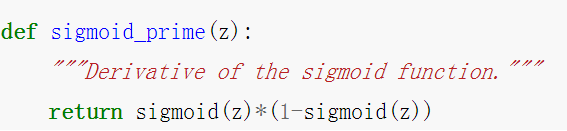 def sigmoid_prime(z):
    """Derivative of the sigmoid function."""
    return sigmoid(z)*(1-sigmoid(z))